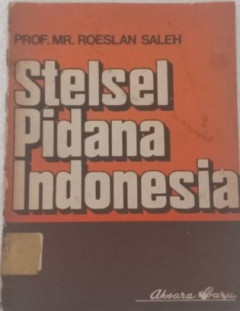 PROF. MR. ROESLAN SALEH
Stelsel
Pidana
Indonesia
Aksara Baru